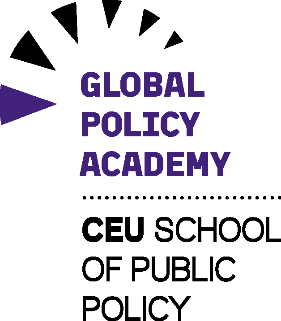 GLOBAL
POLICY
ACADEMY
CEU SCHOOL
OF PUBLIC
POLICY